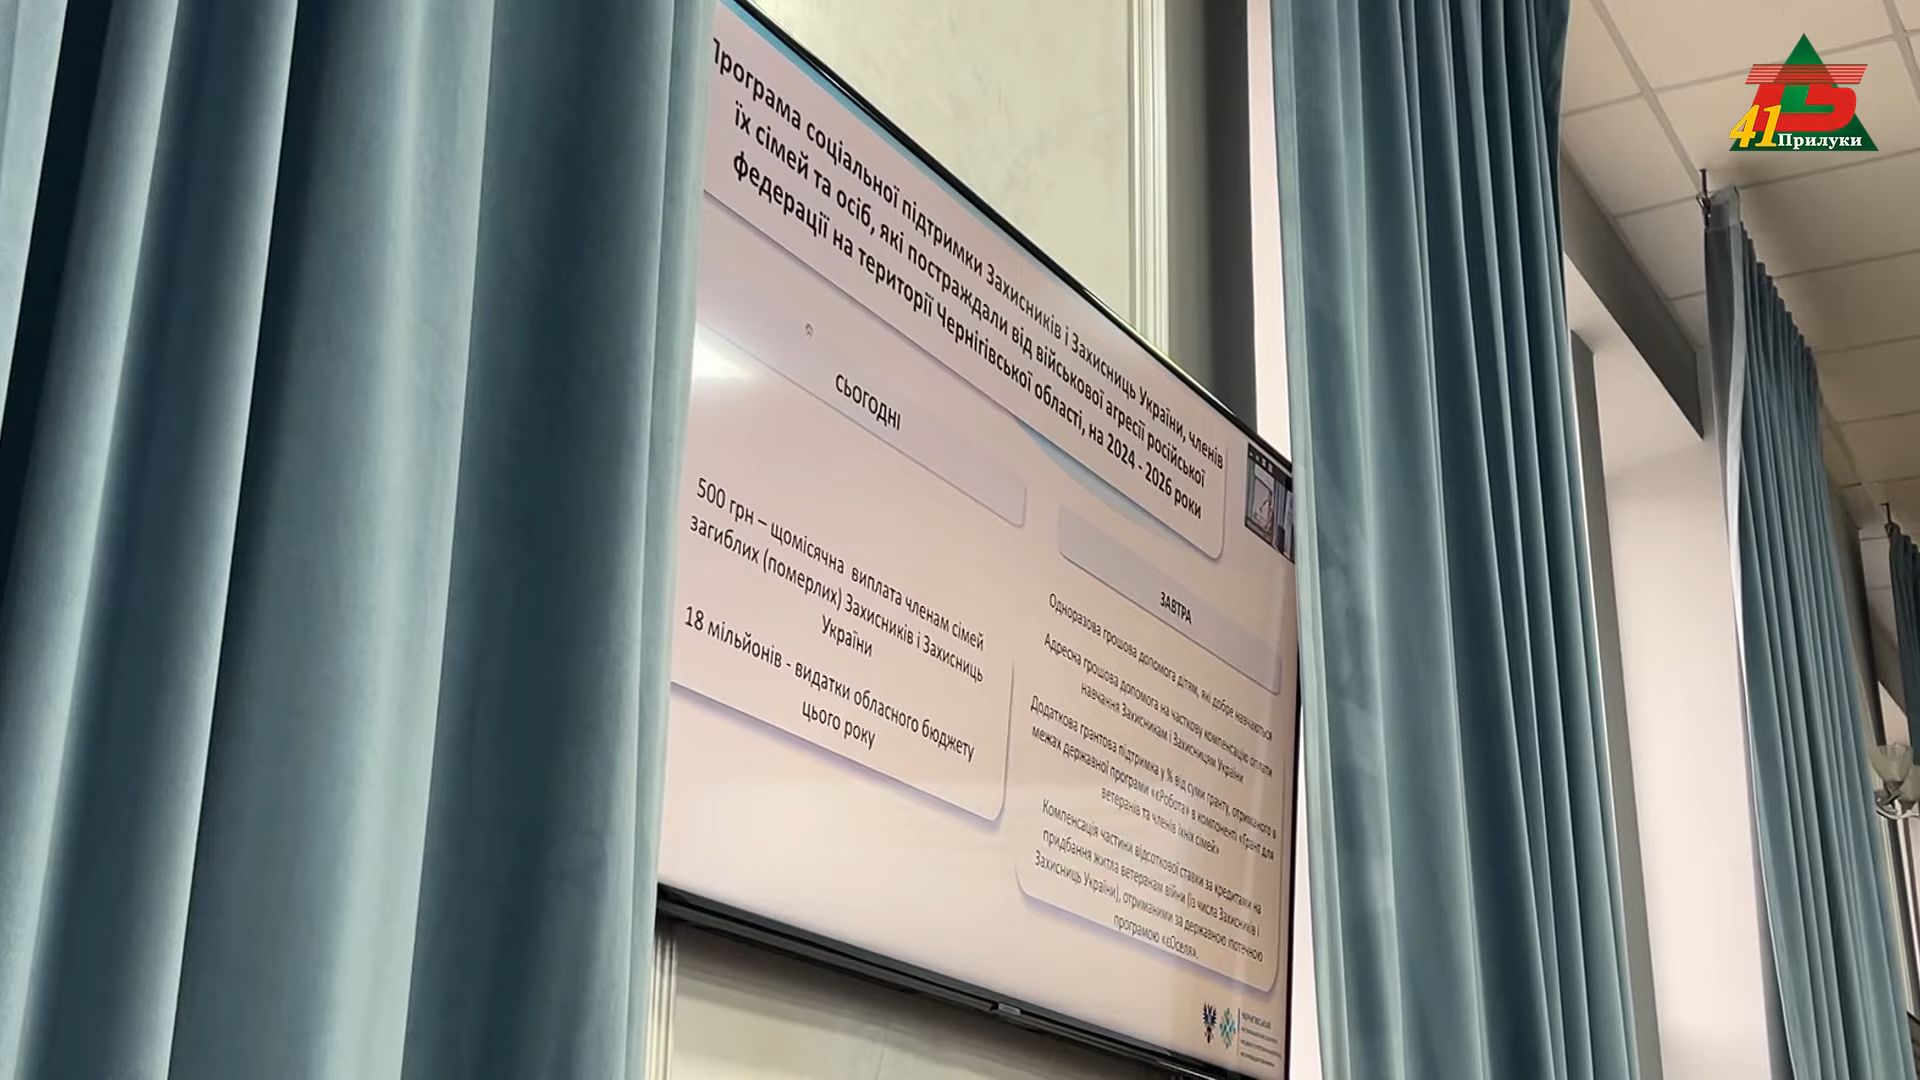 Програма соціальної підтримки Захисників і Захисниць України, членів
їх сімей та осіб, які постраждали від військової агресії російської
федерації на території Чернігівської області, на 2024 - 2026 роки
СЬОГОДНІ
500 грн – щомісячна виплата членам сімей
загиблих (померлих) Захисників і Захисниць
України
18 мільйонів - видатки обласного бюджету
цього року
ЗАВТРА
Одноразова грошова допомога дітям, які добре навчаються
Адресна грошова допомога на часткову компенсацію оплати
навчання Захисникам і Захисницям України
Додаткова грантова підтримка у % від суми гранту, отриманого в
межах державної програми «єРобота» в компоненті «Грант для
ветеранів та членів їхніх сімей»
Компенсація частини відсоткової ставки за кредитами на
придбання житла ветеранам війни (із числа Захисників і
Захисниць України), отриманими за державною іпотечною
програмою «єОселя».
41 Прилуки